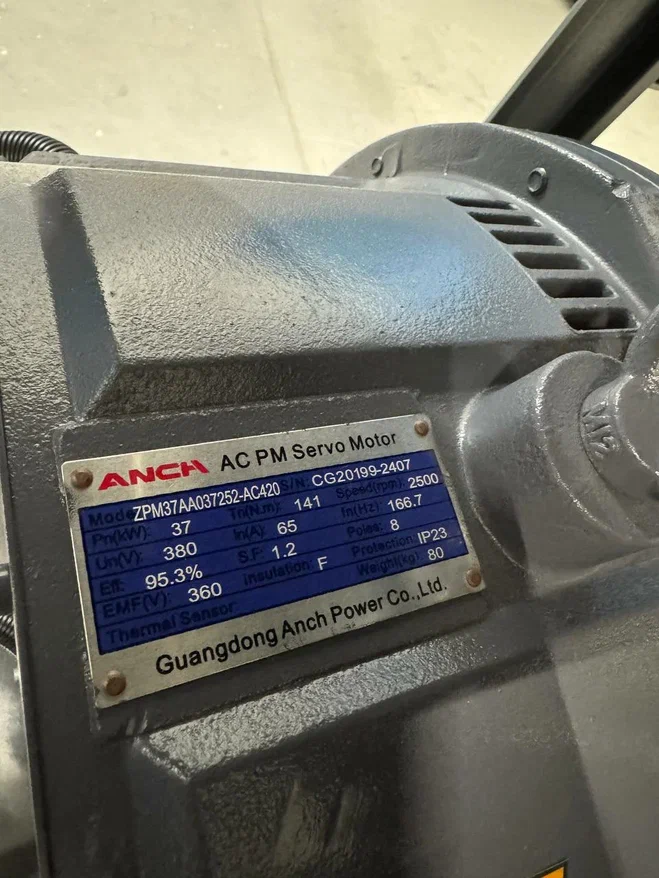 M12
ANCH AC PM Servo Motor
Model: ZPM37AA037252-AC420 S/N: CG20199-2407
Pn(kW): 37 Tn(N.m): 141 Speed(rpm): 2500
Un(V): 380 In(A): 65 fn(Hz): 166.7
Eff: 95.3% S.F: 1.2 Poles: 8
EMF(V): 360 Insulation: F Protection: IP23
Thermal Sensor: Weight(kg): 80
Guangdong Anch Power Co.,Ltd.